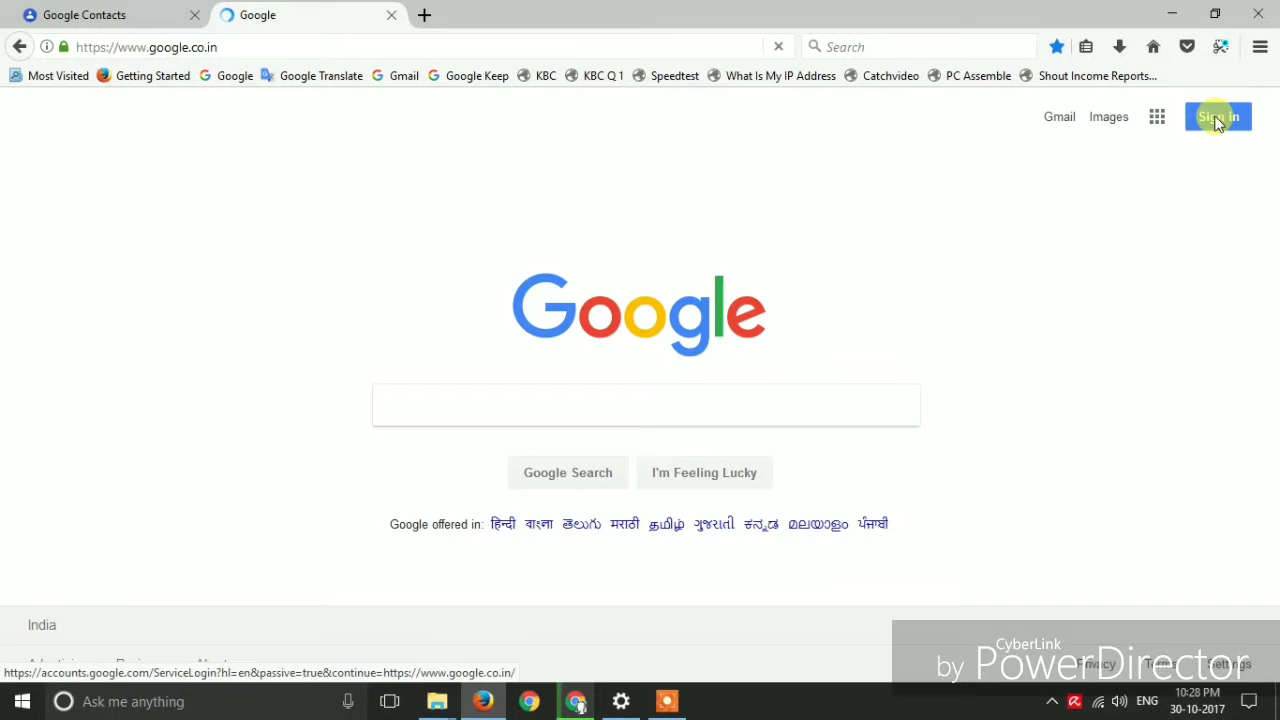 Google Contacts
Google
https://www.google.co.in
Search
Most Visited Getting Started Google Google Translate Gmail Google Keep KBC KBC Q 1 Speedtest What Is My IP Address Catchvideo PC Assemble Shout Income Reports...
Gmail Images Sign in
Google
Google Search I'm Feeling Lucky
Google offered in: हिन्दी বাংলা తెలుగు मराठी தமிழ் ગુજરાતી ಕನ್ನಡ മലയാളം ਪੰਜਾਬੀ
India
Privacy Terms Settings
https://accounts.google.com/ServiceLogin?hl=en&passive=true&continue=https://www.google.co.in/
CyberLink
by PowerDirector
Ask me anything
ENG
10:28 PM
30-10-2017